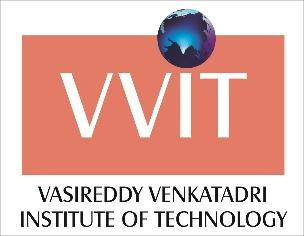 VVIT
VASIREDDY VENKATADRI
INSTITUTE OF TECHNOLOGY